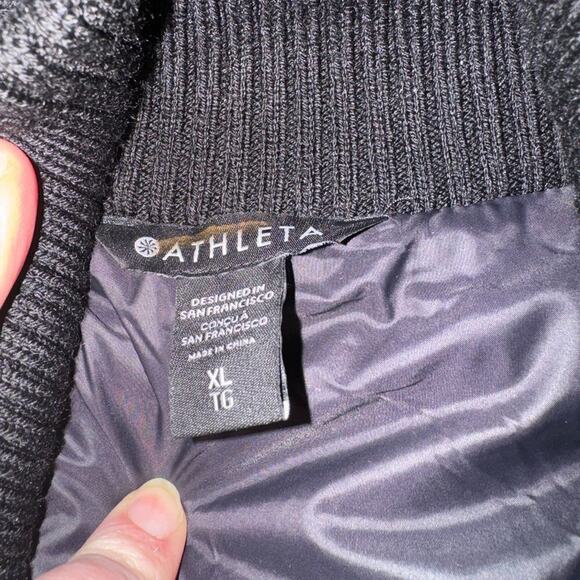 ATHLETA
DESIGNED IN
SAN FRANCISCO
CONÇU À
SAN FRANCISCO
MADE IN CHINA
XL
TG